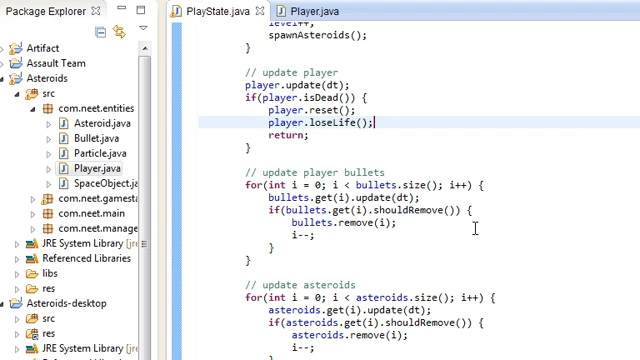 Package Explorer
Artifact
Assault Team
Asteroids
src
com.neet.entities
Asteroid.java
Bullet.java
Particle.java
Player.java
SpaceObject.j
com.neet.gamesta
com.neet.main
com.neet.manage
JRE System Library
Referenced Libraries
libs
res
Asteroids-desktop
src
res
JRE System Library
PlayState.java
Player.java
level++;
spawnAsteroids();
}
// update player
player.update(dt);
if(player.isDead()) {
player.reset();
player.loseLife();
return;
}
// update player bullets
for(int i = 0; i < bullets.size(); i++) {
bullets.get(i).update(dt);
if(bullets.get(i).shouldRemove()) {
bullets.remove(i);
i--;
}
}
// update asteroids
for(int i = 0; i < asteroids.size(); i++) {
asteroids.get(i).update(dt);
if(asteroids.get(i).shouldRemove()) {
asteroids.remove(i);
i--;
}